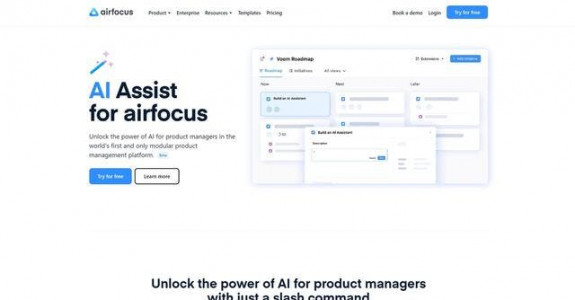 airfocus
Product Enterprise Resources Templates Pricing
Book a demo Login Try for free
AI Assist
for airfocus
Unlock the power of AI for product managers in the
world's first and only modular product
management platform. Beta
Try for free Learn more
Voom Roadmap
Roadmap
Now Next Later
Build an AI Assistant
Build an AI Assistant
Unlock the power of AI for product managers
with just a slash command